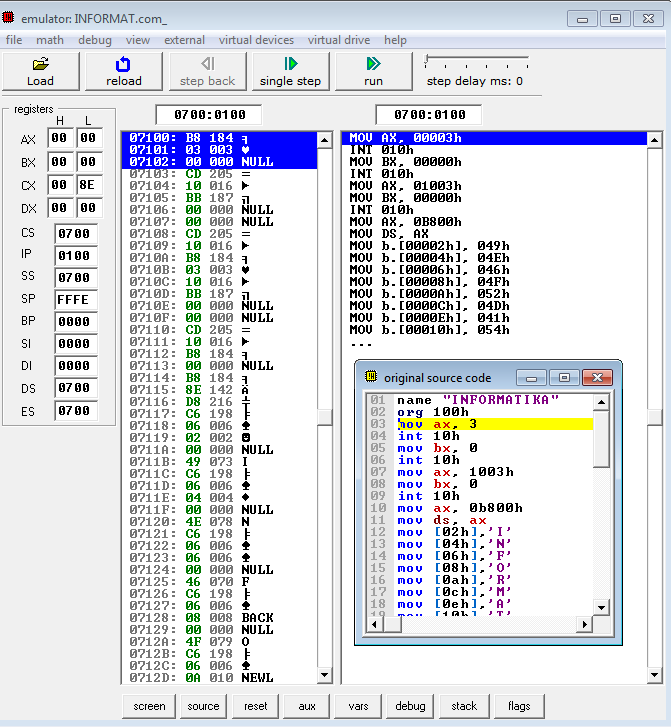 emulator: INFORMAT.com_
file math debug view external virtual devices virtual drive help
Load reload step back single step run step delay ms: 0
registers
H L
AX 00 00
BX 00 00
CX 00 8E
DX 00 00
CS 0700
IP 0100
SS 0700
SP FFFE
BP 0000
SI 0000
DI 0000
DS 0700
ES 0700
0700:0100
07100: B8 184 ╕
07101: 03 003 ♥
07102: 00 000 NULL
07103: CD 205 =
07104: 10 016 ►
07105: BB 187 ╗
07106: 00 000 NULL
07107: 00 000 NULL
07108: CD 205 =
07109: 10 016 ►
0710A: B8 184 ╕
0710B: 03 003 ♥
0710C: 10 016 ►
0710D: BB 187 ╗
0710E: 00 000 NULL
0710F: 00 000 NULL
07110: CD 205 =
07111: 10 016 ►
07112: B8 184 ╕
07113: 00 000 NULL
07114: B8 184 ╕
07115: 8E 142 Ä
07116: D8 216 ╪
07117: C6 198 ╞
07118: 06 006 ♠
07119: 02 002 ☻
0711A: 00 000 NULL
0711B: 49 073 I
0711C: C6 198 ╞
0711D: 06 006 ♠
0711E: 04 004 ♦
0711F: 00 000 NULL
07120: 4E 078 N
07121: C6 198 ╞
07122: 06 006 ♠
07123: 06 006 ♠
07124: 00 000 NULL
07125: 46 070 F
07126: C6 198 ╞
07127: 06 006 ♠
07128: 08 008 BACK
07129: 00 000 NULL
0712A: 4F 079 O
0712B: C6 198 ╞
0712C: 06 006 ♠
0712D: 0A 010 NEWL
0700:0100
MOV AX, 00003h
INT 010h
MOV BX, 00000h
INT 010h
MOV AX, 01003h
MOV BX, 00000h
INT 010h
MOV AX, 0B800h
MOV DS, AX
MOV b.[00002h], 049h
MOV b.[00004h], 04Eh
MOV b.[00006h], 046h
MOV b.[00008h], 04Fh
MOV b.[0000Ah], 052h
MOV b.[0000Ch], 04Dh
MOV b.[0000Eh], 041h
MOV b.[00010h], 054h
...
original source code
01 name "INFORMATIKA"
02 org 100h
03 mov ax, 3
04 int 10h
05 mov bx, 0
06 int 10h
07 mov ax, 1003h
08 mov bx, 0
09 int 10h
10 mov ax, 0b800h
11 mov ds, ax
12 mov [02h],'I'
13 mov [04h],'N'
14 mov [06h],'F'
15 mov [08h],'O'
16 mov [0ah],'R'
17 mov [0ch],'M'
18 mov [0eh],'A'
19 mov [10h],'T'
screen source reset aux vars debug stack flags